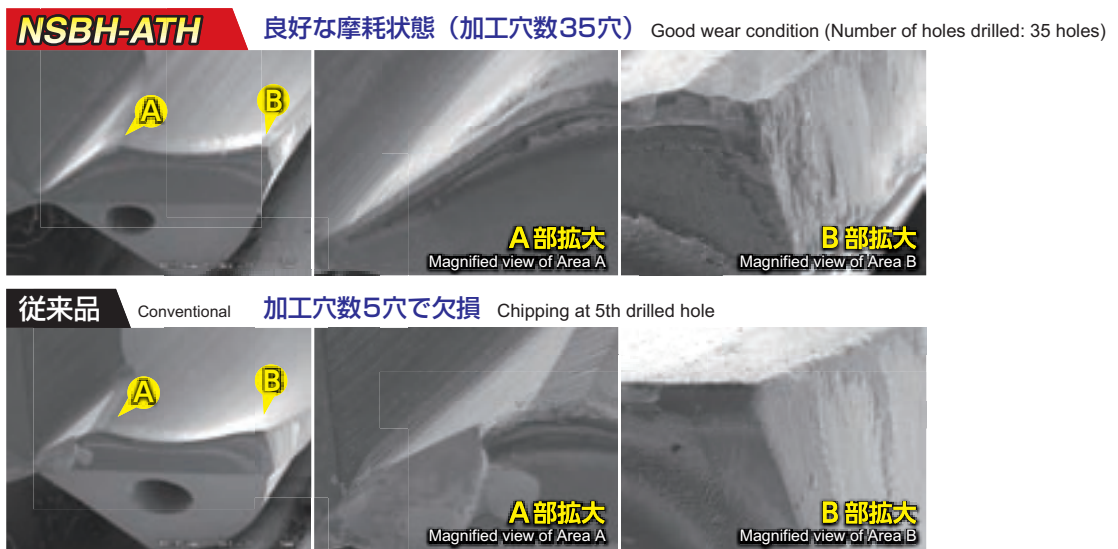 NSBH-ATH
良好な摩耗状態（加工穴数35穴） Good wear condition (Number of holes drilled: 35 holes)
A
B
A部拡大
Magnified view of Area A
B部拡大
Magnified view of Area B
従来品 Conventional
加工穴数5穴で欠損 Chipping at 5th drilled hole
A
B
A部拡大
Magnified view of Area A
B部拡大
Magnified view of Area B